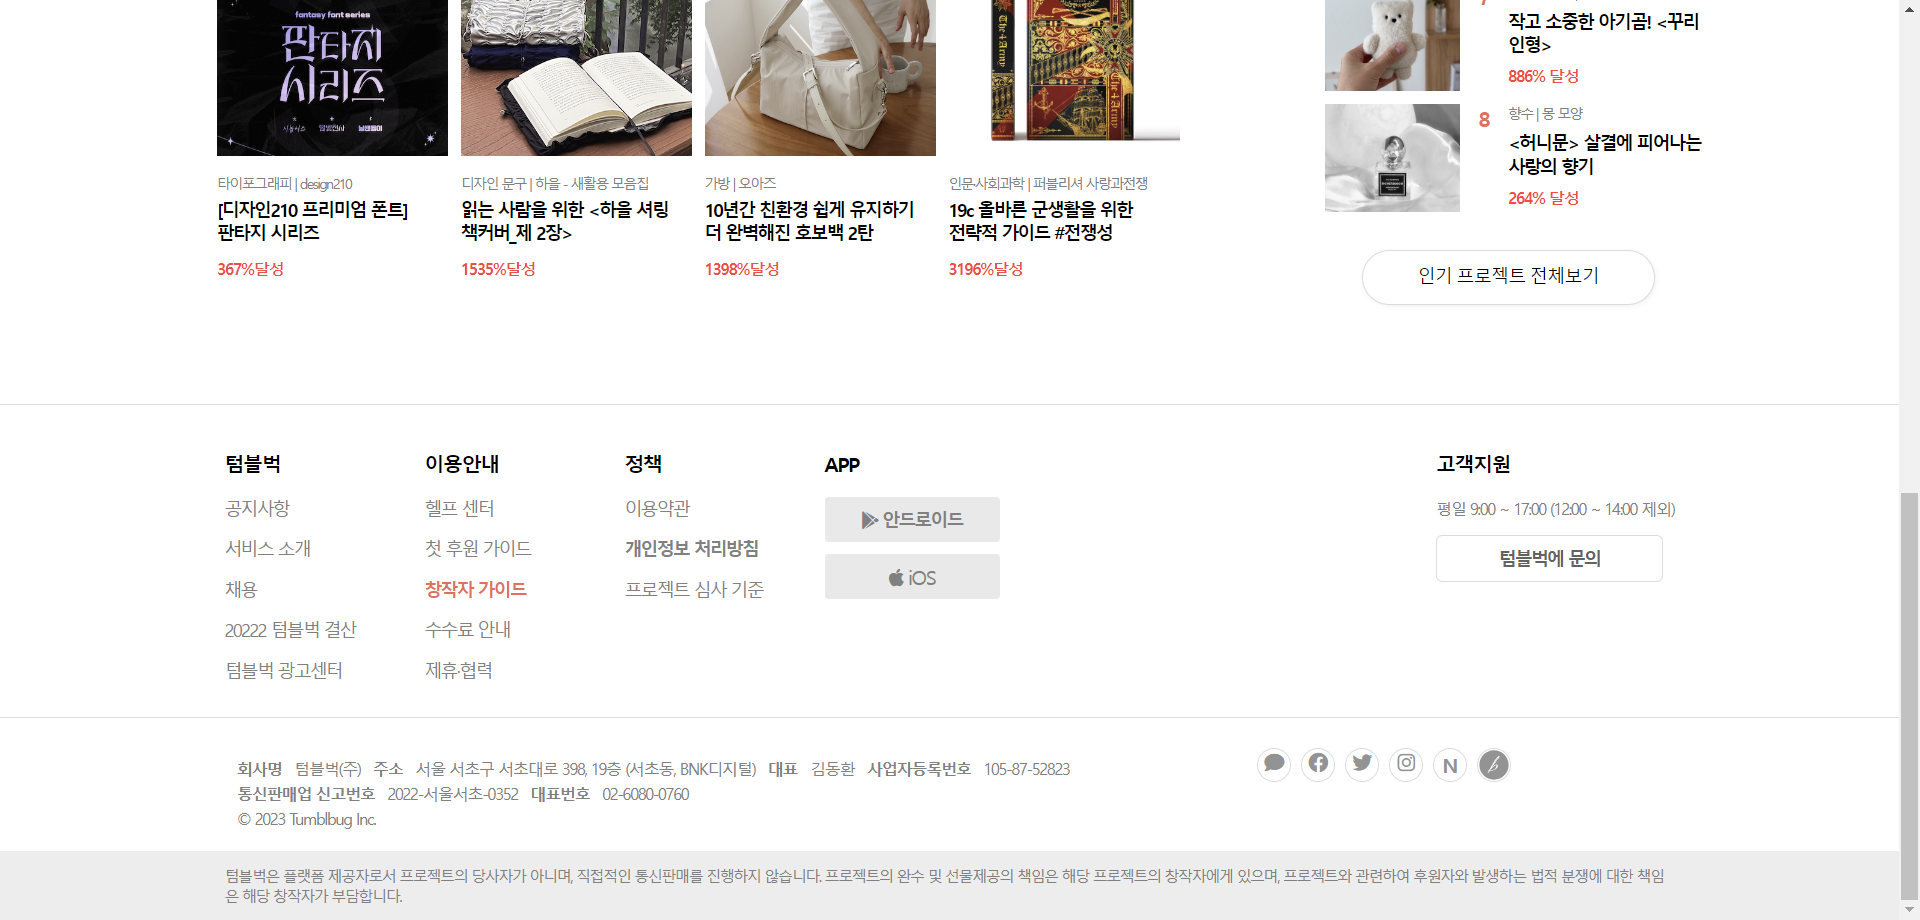 fantasy font series
판타지
시리즈
타이포그래피 | design210
[디자인210 프리미엄 폰트]
판타지 시리즈
367%달성
디자인 문구 | 하을 - 새활용 모음집
읽는 사람을 위한 <하을 셔링
책커버_제 2장>
1535%달성
가방 | 오아즈
10년간 친환경 쉽게 유지하기
더 완벽해진 호보백 2탄
1398%달성
The Army
The Army
인문·사회과학 | 퍼블리셔 사랑과전쟁
19c 올바른 군생활을 위한
전략적 가이드 #전쟁성
3196%달성
작고 소중한 아기곰! <꾸리
인형>
886% 달성
8
향수 | 몽 모양
<허니문> 살결에 피어나는
사랑의 향기
264% 달성
인기 프로젝트 전체보기
텀블벅
공지사항
서비스 소개
채용
20222 텀블벅 결산
텀블벅 광고센터
이용안내
헬프 센터
첫 후원 가이드
창작자 가이드
수수료 안내
제휴·협력
정책
이용약관
개인정보 처리방침
프로젝트 심사 기준
APP
안드로이드
iOS
고객지원
평일 9:00 ~ 17:00 (12:00 ~ 14:00 제외)
텀블벅에 문의
회사명 텀블벅(주) 주소 서울 서초구 서초대로 398, 19층 (서초동, BNK디지털) 대표 김동환 사업자등록번호 105-87-52823
통신판매업 신고번호 2022-서울서초-0352 대표번호 02-6080-0760
© 2023 Tumblbug Inc.
N
b
텀블벅은 플랫폼 제공자로서 프로젝트의 당사자가 아니며, 직접적인 통신판매를 진행하지 않습니다. 프로젝트의 완수 및 선물제공의 책임은 해당 프로젝트의 창작자에게 있으며, 프로젝트와 관련하여 후원자와 발생하는 법적 분쟁에 대한 책임
은 해당 창작자가 부담합니다.